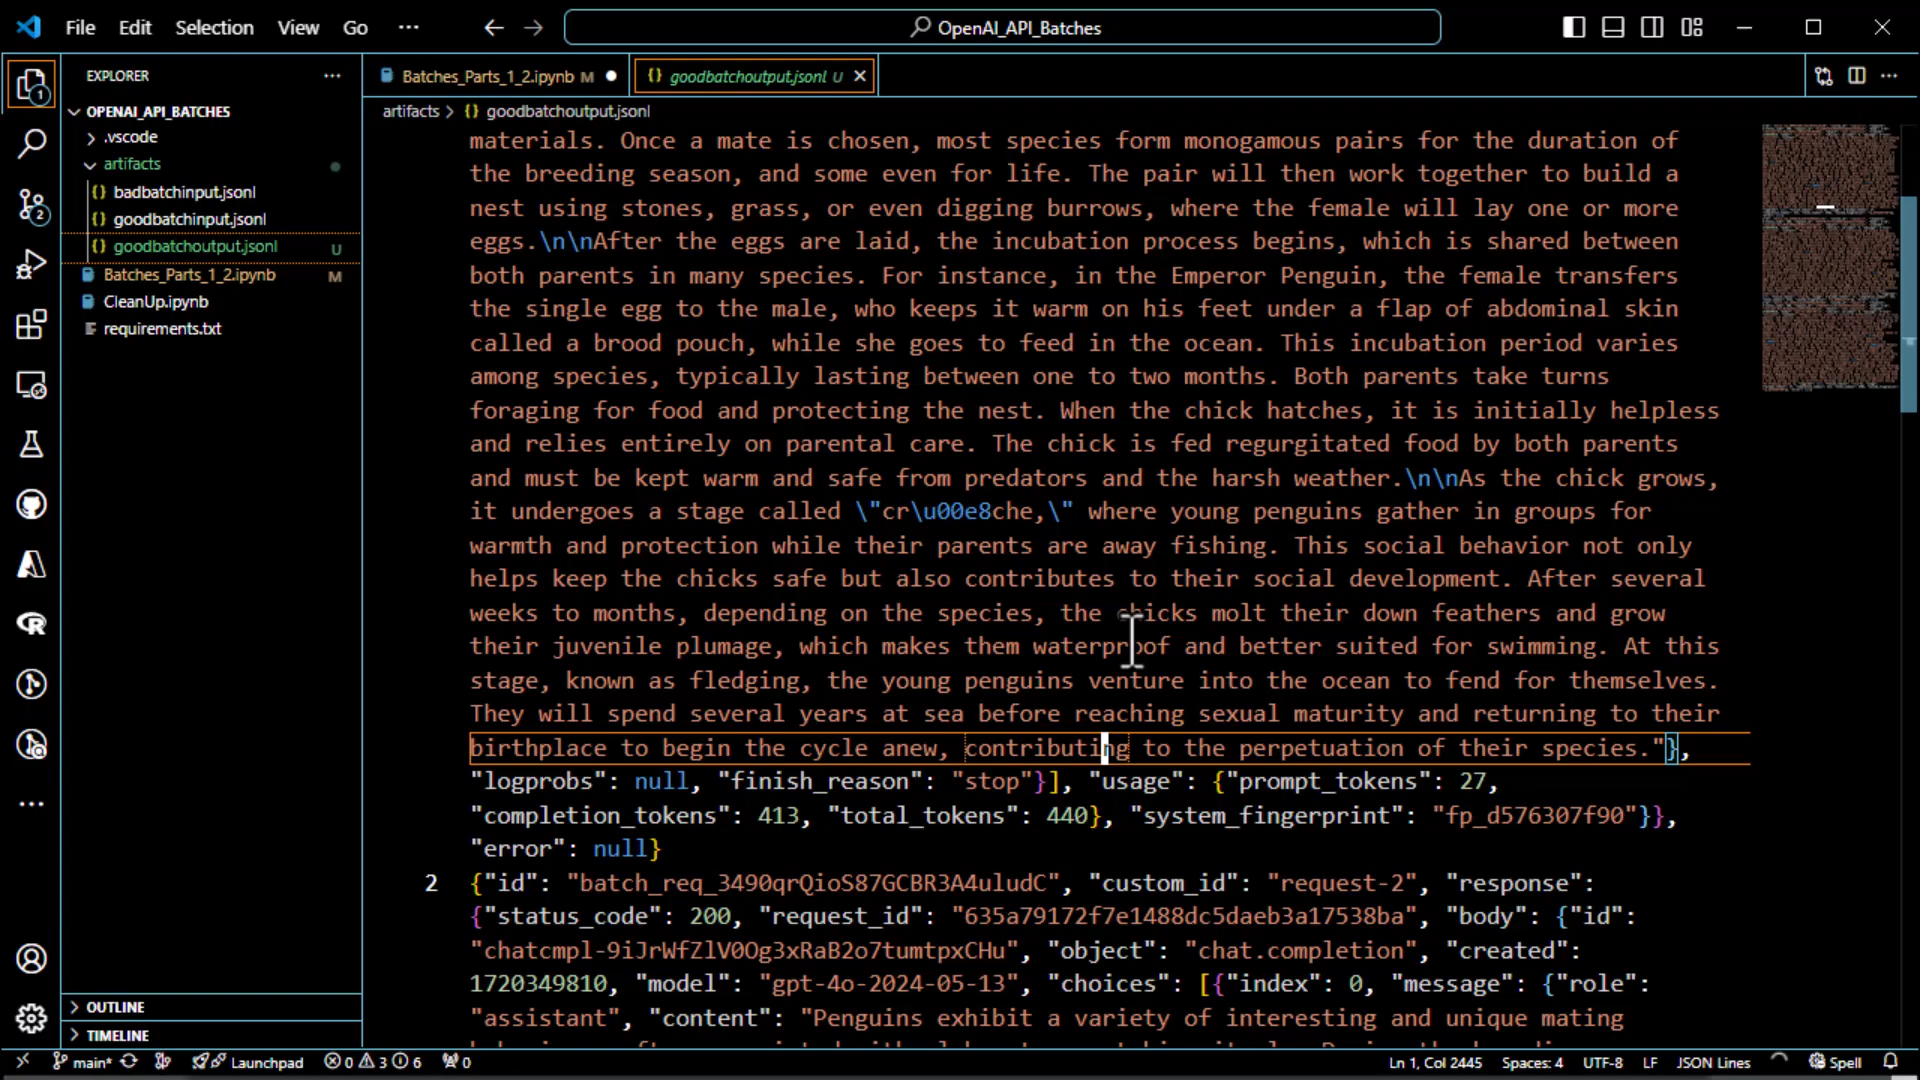 File Edit Selection View Go ··· OpenAI_API_Batches
EXPLORER ···
OPENAI_API_BATCHES
.vscode
artifacts
{} badbatchinput.jsonl
{} goodbatchinput.jsonl
{} goodbatchoutput.jsonl U
Batches_Parts_1_2.ipynb M
CleanUp.ipynb
requirements.txt
1
2
OUTLINE
TIMELINE
Batches_Parts_1_2.ipynb M ● {} goodbatchoutput.jsonl U
artifacts > {} goodbatchoutput.jsonl
materials. Once a mate is chosen, most species form monogamous pairs for the duration of
the breeding season, and some even for life. The pair will then work together to build a
nest using stones, grass, or even digging burrows, where the female will lay one or more
eggs.\n\nAfter the eggs are laid, the incubation process begins, which is shared between
both parents in many species. For instance, in the Emperor Penguin, the female transfers
the single egg to the male, who keeps it warm on his feet under a flap of abdominal skin
called a brood pouch, while she goes to feed in the ocean. This incubation period varies
among species, typically lasting between one to two months. Both parents take turns
foraging for food and protecting the nest. When the chick hatches, it is initially helpless
and relies entirely on parental care. The chick is fed regurgitated food by both parents
and must be kept warm and safe from predators and the harsh weather.\n\nAs the chick grows,
it undergoes a stage called \"cr\u00e8che,\" where young penguins gather in groups for
warmth and protection while their parents are away fishing. This social behavior not only
helps keep the chicks safe but also contributes to their social development. After several
weeks to months, depending on the species, the chicks molt their down feathers and grow
their juvenile plumage, which makes them waterproof and better suited for swimming. At this
stage, known as fledging, the young penguins venture into the ocean to fend for themselves.
They will spend several years at sea before reaching sexual maturity and returning to their
birthplace to begin the cycle anew, contributing to the perpetuation of their species."},
"logprobs": null, "finish_reason": "stop"}], "usage": {"prompt_tokens": 27,
"completion_tokens": 413, "total_tokens": 440}, "system_fingerprint": "fp_d576307f90"}},
"error": null}
2 {"id": "batch_req_3490qrQioS87GCBR3A4uludC", "custom_id": "request-2", "response":
{"status_code": 200, "request_id": "635a79172f7e1488dc5daeb3a17538ba", "body": {"id":
"chatcmpl-9iJrWfZlV0Og3xRaB2o7tumtpxCHu", "object": "chat.completion", "created":
1720349810, "model": "gpt-4o-2024-05-13", "choices": [{"index": 0, "message": {"role":
"assistant", "content": "Penguins exhibit a variety of interesting and unique mating
main* Launchpad 0 3 6 0 Ln 1, Col 2445 Spaces: 4 UTF-8 LF JSON Lines Spell